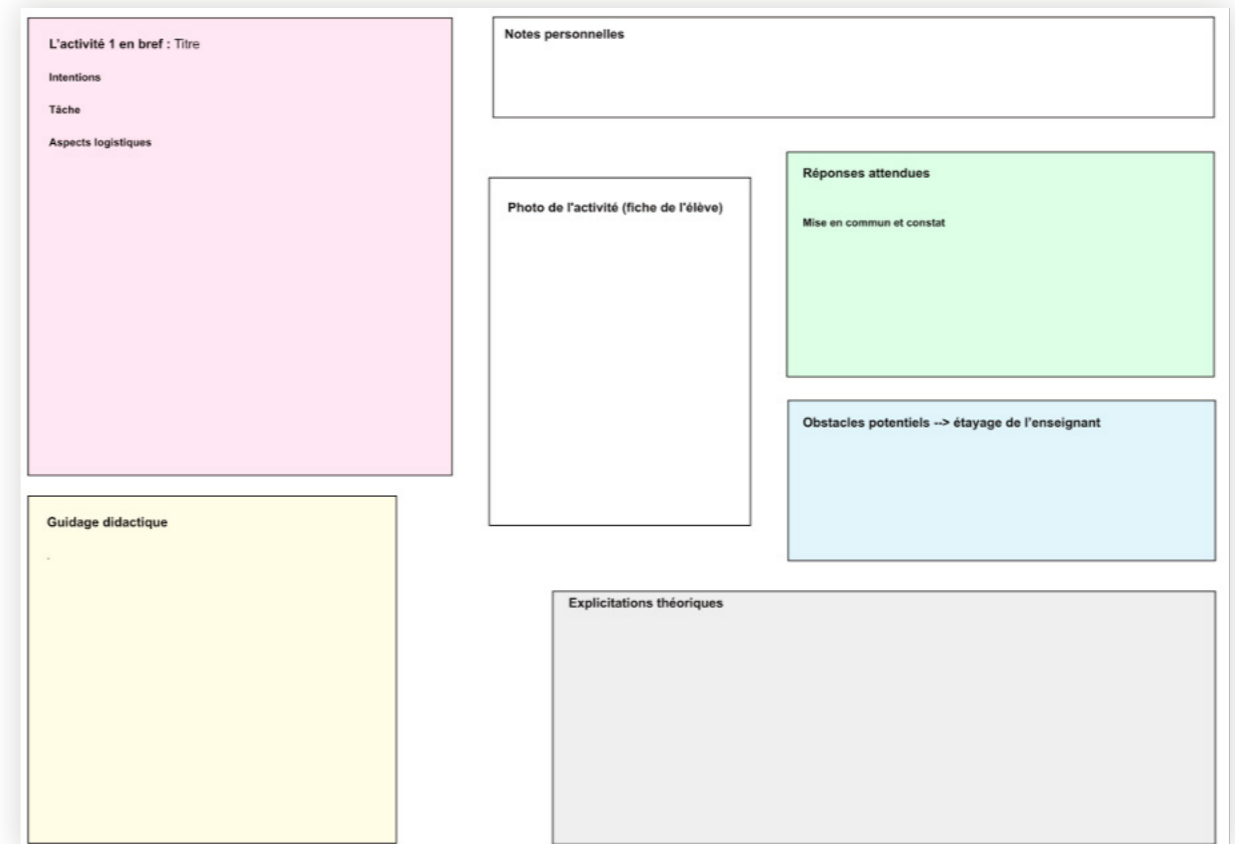 L'activité 1 en bref : Titre
Intentions
Tâche
Aspects logistiques
Notes personnelles
Photo de l'activité (fiche de l'élève)
Réponses attendues
Mise en commun et constat
Obstacles potentiels --> étayage de l'enseignant
Guidage didactique
-
Explicitations théoriques